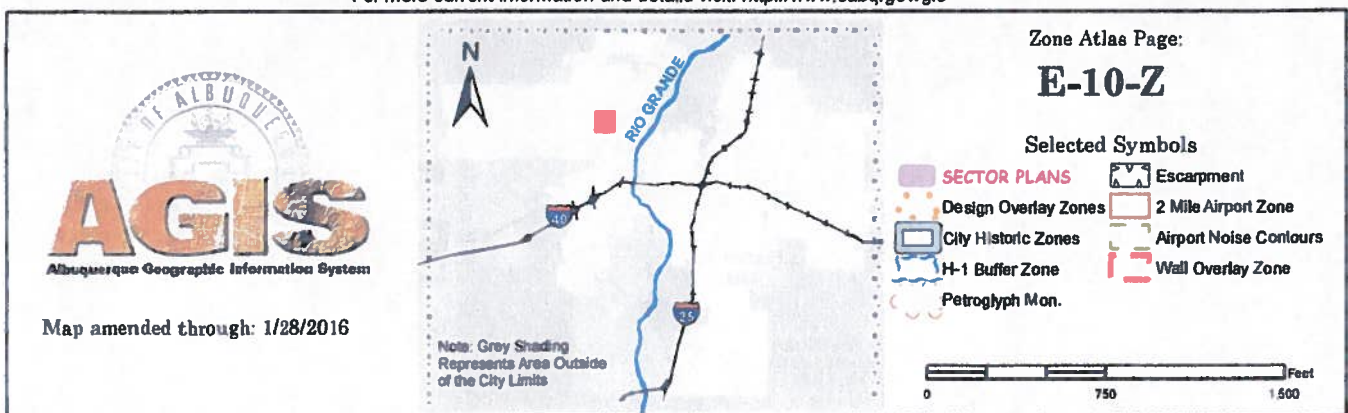 OF ALBUQUE
AGIS
Albuquerque Geographic Information System
Map amended through: 1/28/2016
N
RIO GRANDE
40
25
Note: Grey Shading
Represents Area Outside
of the City Limits
Zone Atlas Page:
E-10-Z
Selected Symbols
SECTOR PLANS
Escarpment
Design Overlay Zones
2 Mile Airport Zone
City Historic Zones
Airport Noise Contours
H-1 Buffer Zone
Wall Overlay Zone
Petroglyph Mon.
Feet
0
750
1,500